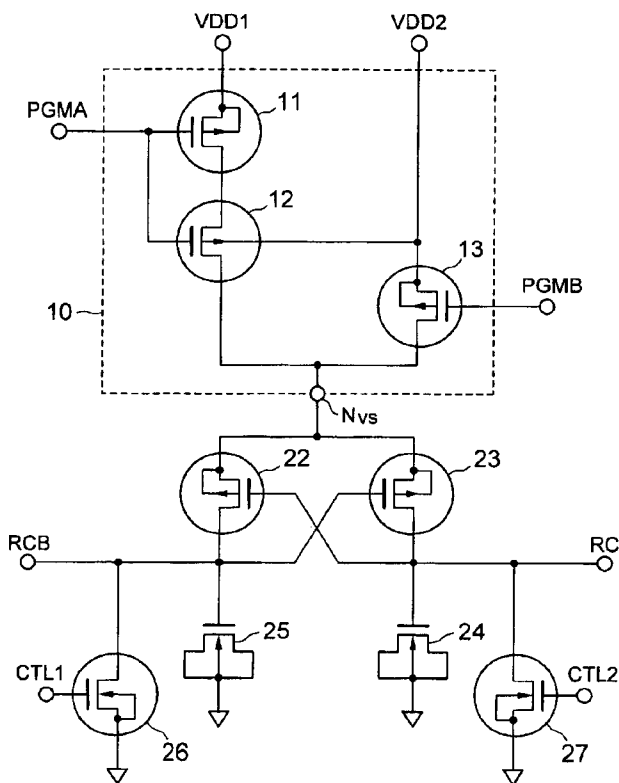 VDD1
VDD2
PGMA
11
12
13
PGMB
10
NVS
22
23
RCB
RC
25
24
CTL1
CTL2
26
27